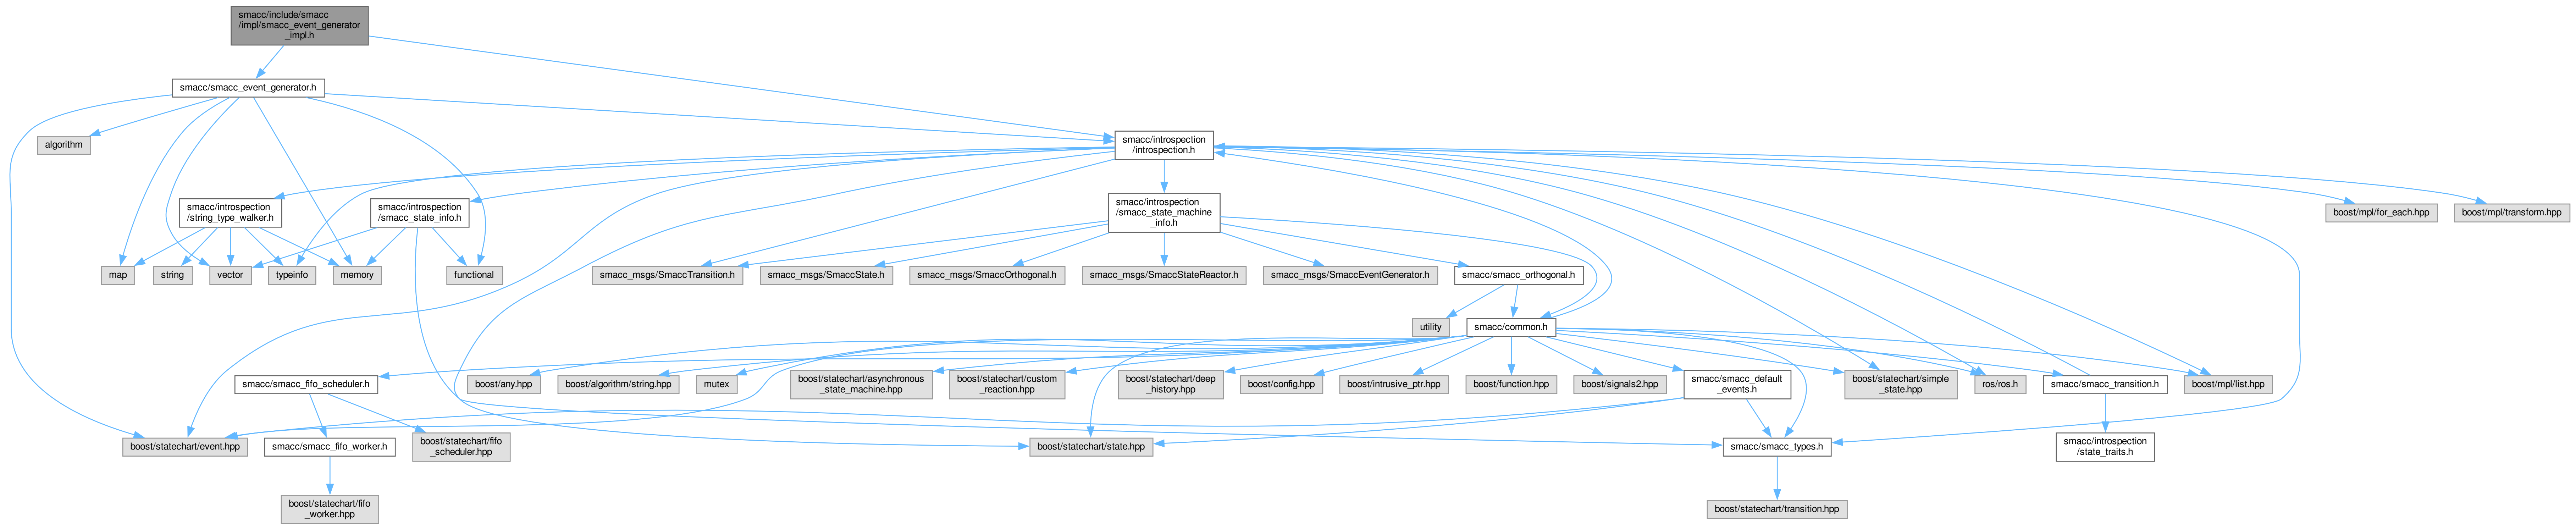 smacc/include/smacc
/impl/smacc_event_generator
_impl.h
smacc/smacc_event_generator.h
algorithm
smacc/introspection
/introspection.h
smacc/introspection
/string_type_walker.h
smacc/introspection
/smacc_state_info.h
smacc/introspection
/smacc_state_machine
_info.h
boost/mpl/for_each.hpp
boost/mpl/transform.hpp
map
string
vector
typeinfo
memory
functional
smacc_msgs/SmaccTransition.h
smacc_msgs/SmaccState.h
smacc_msgs/SmaccOrthogonal.h
smacc_msgs/SmaccStateReactor.h
smacc_msgs/SmaccEventGenerator.h
smacc/smacc_orthogonal.h
utility
smacc/common.h
smacc/smacc_fifo_scheduler.h
boost/any.hpp
boost/algorithm/string.hpp
mutex
boost/statechart/asynchronous
_state_machine.hpp
boost/statechart/custom
_reaction.hpp
boost/statechart/deep
_history.hpp
boost/config.hpp
boost/intrusive_ptr.hpp
boost/function.hpp
boost/signals2.hpp
smacc/smacc_default
_events.h
boost/statechart/simple
_state.hpp
ros/ros.h
smacc/smacc_transition.h
boost/mpl/list.hpp
boost/statechart/event.hpp
smacc/smacc_fifo_worker.h
boost/statechart/fifo
_scheduler.hpp
boost/statechart/state.hpp
smacc/smacc_types.h
smacc/introspection
/state_traits.h
boost/statechart/fifo
_worker.hpp
boost/statechart/transition.hpp